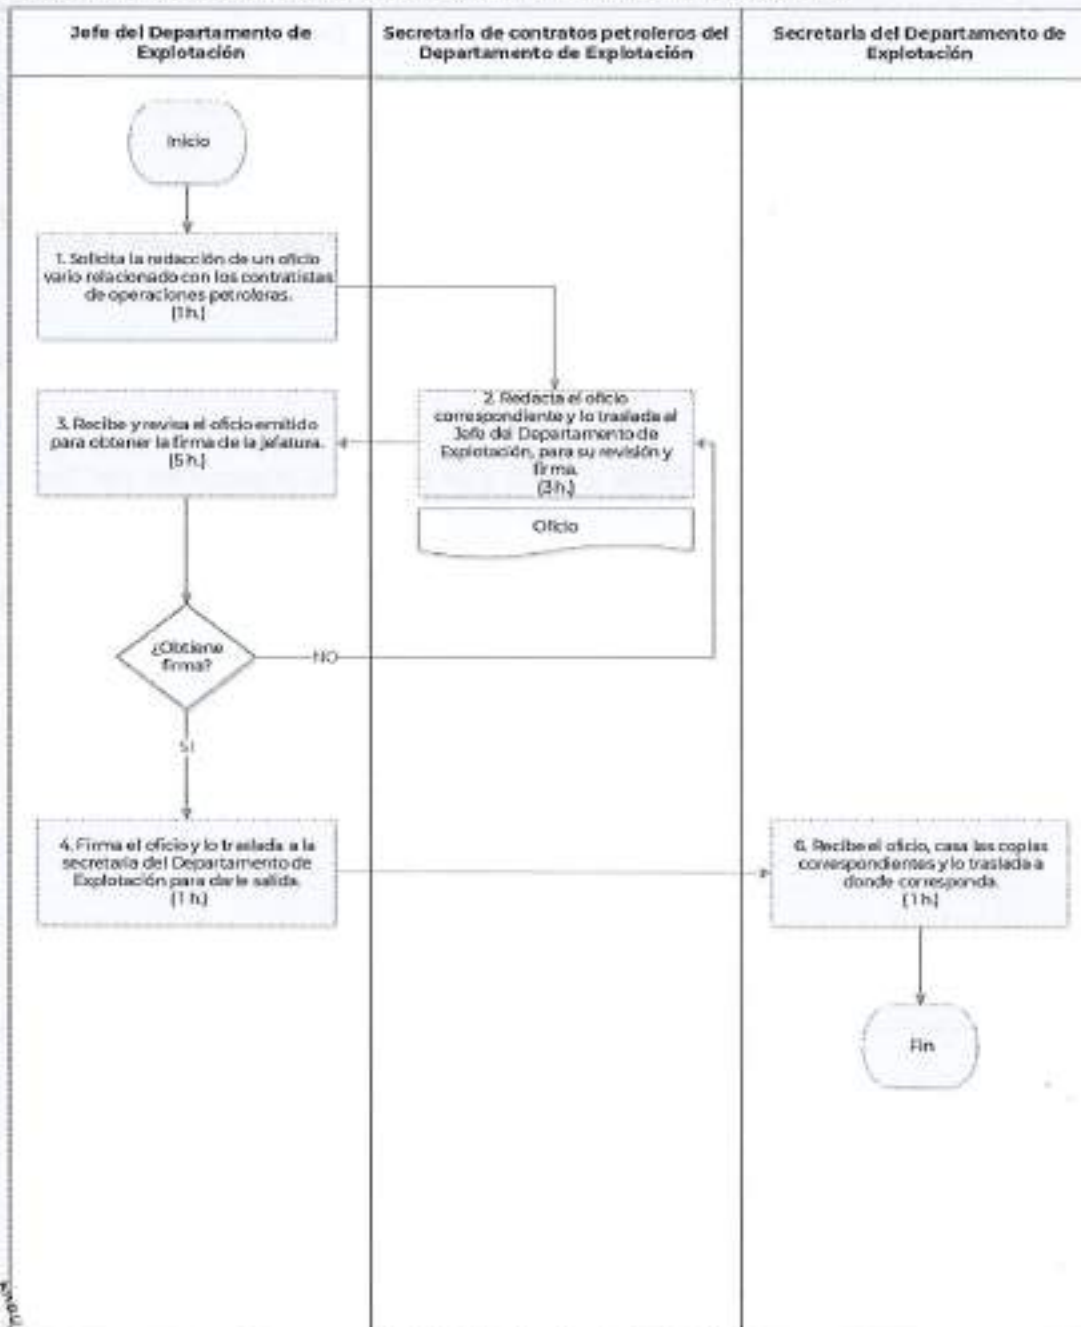 Jefe del Departamento de
Explotación
Secretaria de contratos petroleros del
Departamento de Explotación
Secretaria del Departamento de
Explotación
Inicio
1. Solicita la redacción de un oficio
vario relacionado con los contratistas
de operaciones petroleras.
(1 h.)
2. Redacta el oficio
correspondiente y lo traslada al
Jefe del Departamento de
Explotación, para su revisión y
firma.
(3 h.)
Oficio
3. Recibe y revisa el oficio emitido
para obtener la firma de la jefatura.
(5 h.)
¿Obtiene
firma?
NO
SI
4. Firma el oficio y lo traslada a la
secretaria del Departamento de
Explotación para darle salida.
(1 h.)
6. Recibe el oficio, casa las copias
correspondientes y lo traslada a
donde corresponda.
(1 h.)
Fin